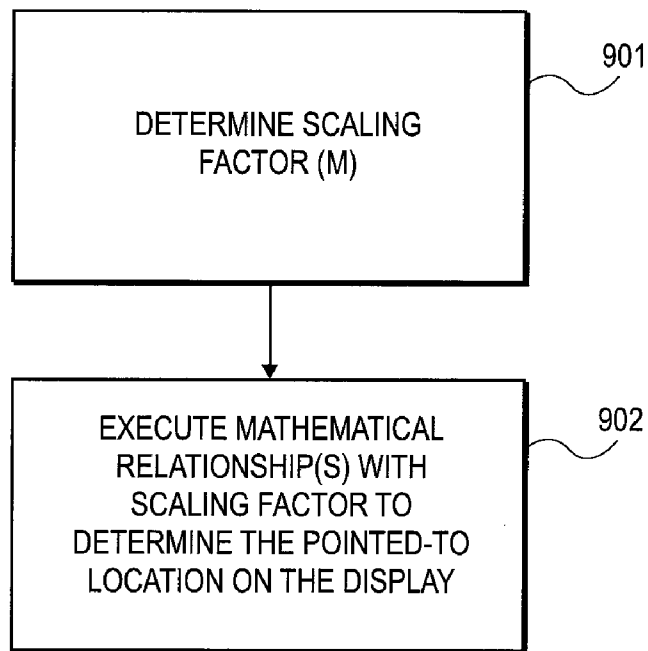 901
DETERMINE SCALING
FACTOR (M)
902
EXECUTE MATHEMATICAL
RELATIONSHIP(S) WITH
SCALING FACTOR TO
DETERMINE THE POINTED-TO
LOCATION ON THE DISPLAY